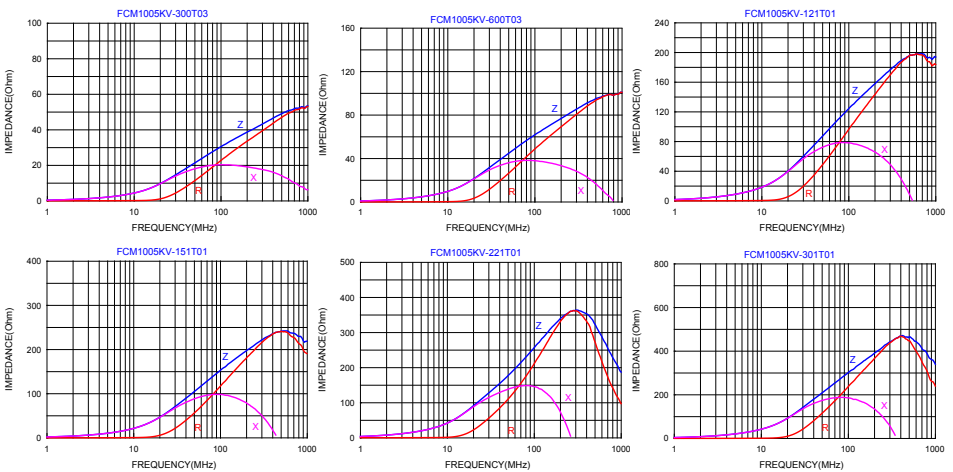 FCM1005KV-300T03
IMPEDANCE(Ohm)
100
80
60
40
20
0
Z
X
R
1 10 100 1000
FREQUENCY(MHz)
FCM1005KV-600T03
IMPEDANCE(Ohm)
160
120
80
40
0
Z
R
X
1 10 100 1000
FREQUENCY(MHz)
FCM1005KV-121T01
IMPEDANCE(Ohm)
240
200
160
120
80
40
0
Z
X
R
1 10 100 1000
FREQUENCY(MHz)
FCM1005KV-151T01
IMPEDANCE(Ohm)
400
300
200
100
0
Z
R
X
1 10 100 1000
FREQUENCY(MHz)
FCM1005KV-221T01
IMPEDANCE(Ohm)
500
400
300
200
100
0
Z
X
R
1 10 100 1000
FREQUENCY(MHz)
FCM1005KV-301T01
IMPEDANCE(Ohm)
800
600
400
200
0
Z
X
R
1 10 100 1000
FREQUENCY(MHz)